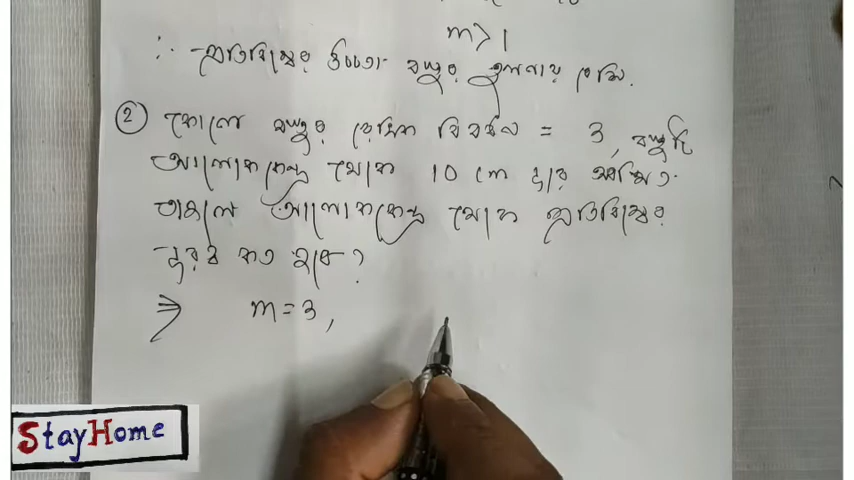 m > 1
∴ প্রতিবিম্বের উচ্চতা বস্তুর তুলনায় বেশি.
② কোনো বস্তুর রৈখিক বিবর্ধন = 3, বস্তুটি
আলোককেন্দ্র থেকে 10 cm দূরে অবস্থিত.
তাহলে আলোককেন্দ্র থেকে প্রতিবিম্বের
দূরত্ব কত হবে?
⇒ m = 3,
StayHome